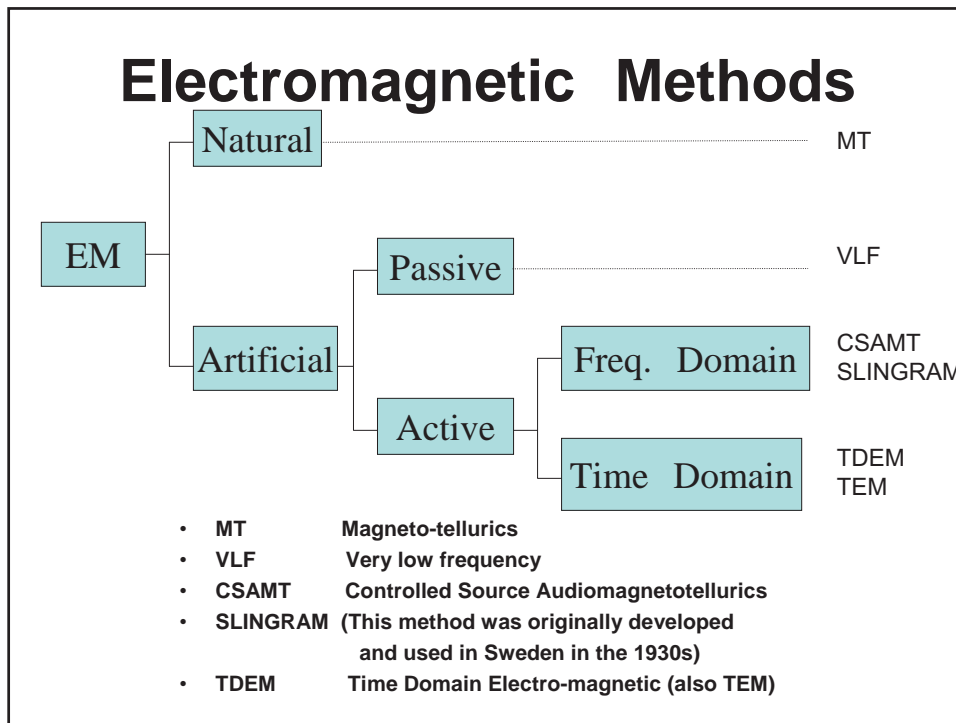 Electromagnetic Methods
Natural
MT
EM
Passive
VLF
Artificial
Freq. Domain
CSAMT
SLINGRAM
Active
Time Domain
TDEM
TEM
• MT Magneto-tellurics
• VLF Very low frequency
• CSAMT Controlled Source Audiomagnetotellurics
• SLINGRAM (This method was originally developed
and used in Sweden in the 1930s)
• TDEM Time Domain Electro-magnetic (also TEM)